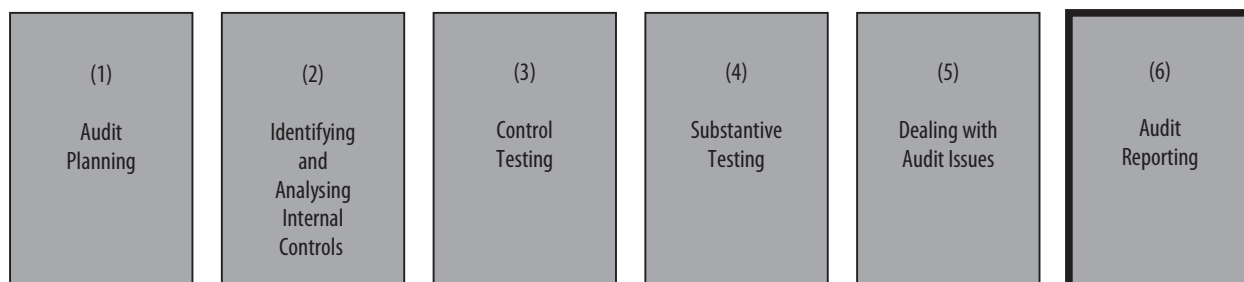 (1)
Audit
Planning
(2)
Identifying
and
Analysing
Internal
Controls
(3)
Control
Testing
(4)
Substantive
Testing
(5)
Dealing with
Audit Issues
(6)
Audit
Reporting